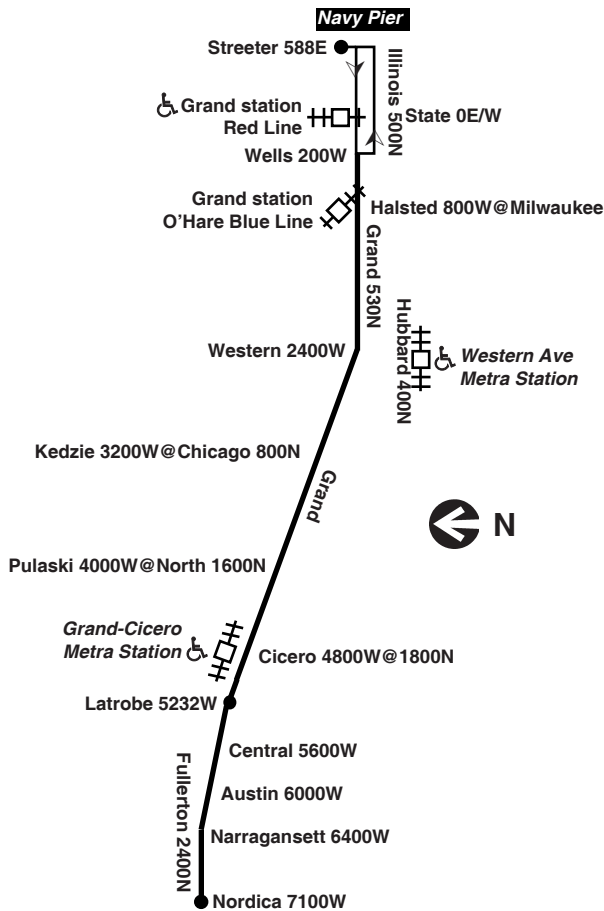 Navy Pier
Streeter 588E
Illinois 500N
Grand station
Red Line
State 0E/W
Wells 200W
Grand station
O'Hare Blue Line
Halsted 800W@Milwaukee
Grand 530N
Hubbard 400N
Western 2400W
Western Ave
Metra Station
Kedzie 3200W@Chicago 800N
Grand
N
Pulaski 4000W@North 1600N
Grand-Cicero
Metra Station
Cicero 4800W@1800N
Latrobe 5232W
Central 5600W
Fullerton 2400N
Austin 6000W
Narragansett 6400W
Nordica 7100W